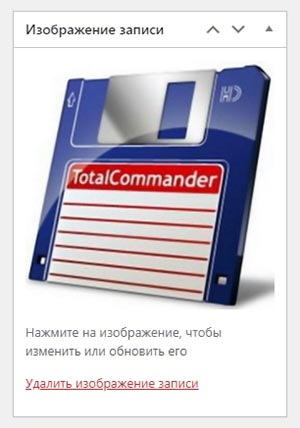 Изображение записи
HD
TotalCommander
Нажмите на изображение, чтобы
изменить или обновить его
Удалить изображение записи